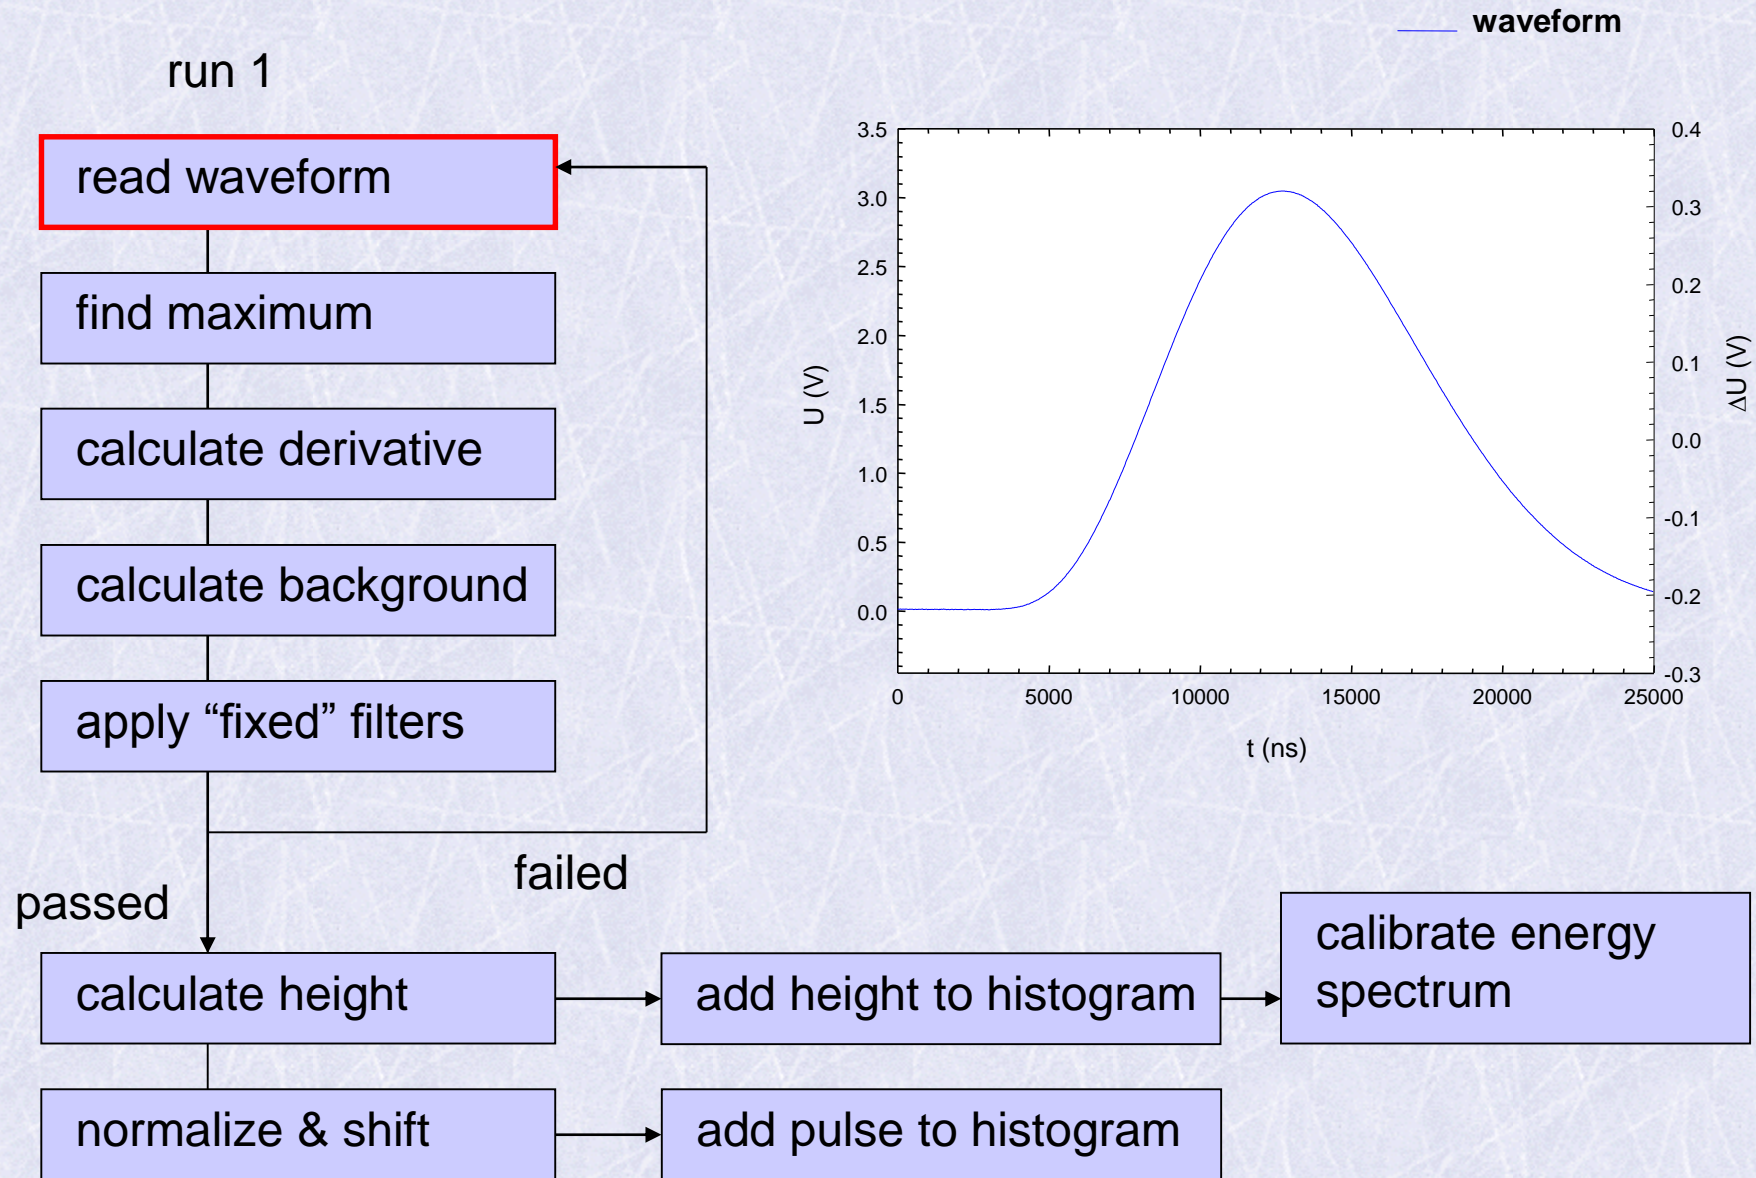 waveform
run 1
read waveform
find maximum
calculate derivative
calculate background
apply “fixed” filters
failed
passed
calculate height
add height to histogram
calibrate energy
spectrum
normalize & shift
add pulse to histogram
3.5
3.0
2.5
2.0
1.5
1.0
0.5
0.0
U (V)
0.4
0.3
0.2
0.1
0.0
-0.1
-0.2
-0.3
ΔU (V)
0 5000 10000 15000 20000 25000
t (ns)